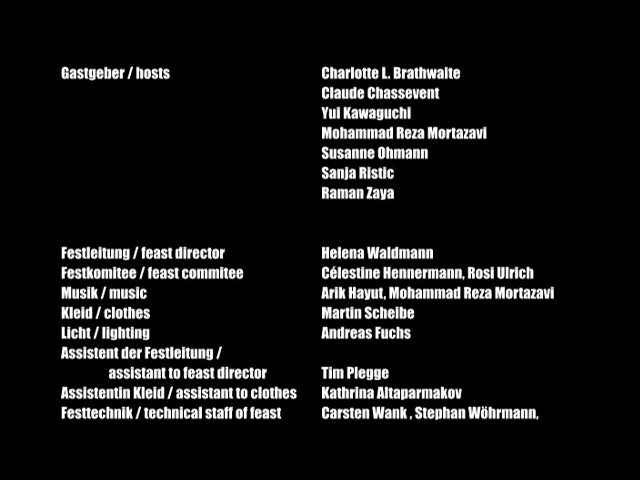 Gastgeber / hosts Charlotte L. Brathwaite
Claude Chassevent
Yui Kawaguchi
Mohammad Reza Mortazavi
Susanne Ohmann
Sanja Ristic
Raman Zaya
Festleitung / feast director Helena Waldmann
Festkomitee / feast commitee Célestine Hennermann, Rosi Ulrich
Musik / music Arik Hayut, Mohammad Reza Mortazavi
Kleid / clothes Martin Scheibe
Licht / lighting Andreas Fuchs
Assistent der Festleitung /
assistant to feast director Tim Plegge
Assistentin Kleid / assistant to clothes Kathrina Altaparmakov
Festtechnik / technical staff of feast Carsten Wank , Stephan Wöhrmann,